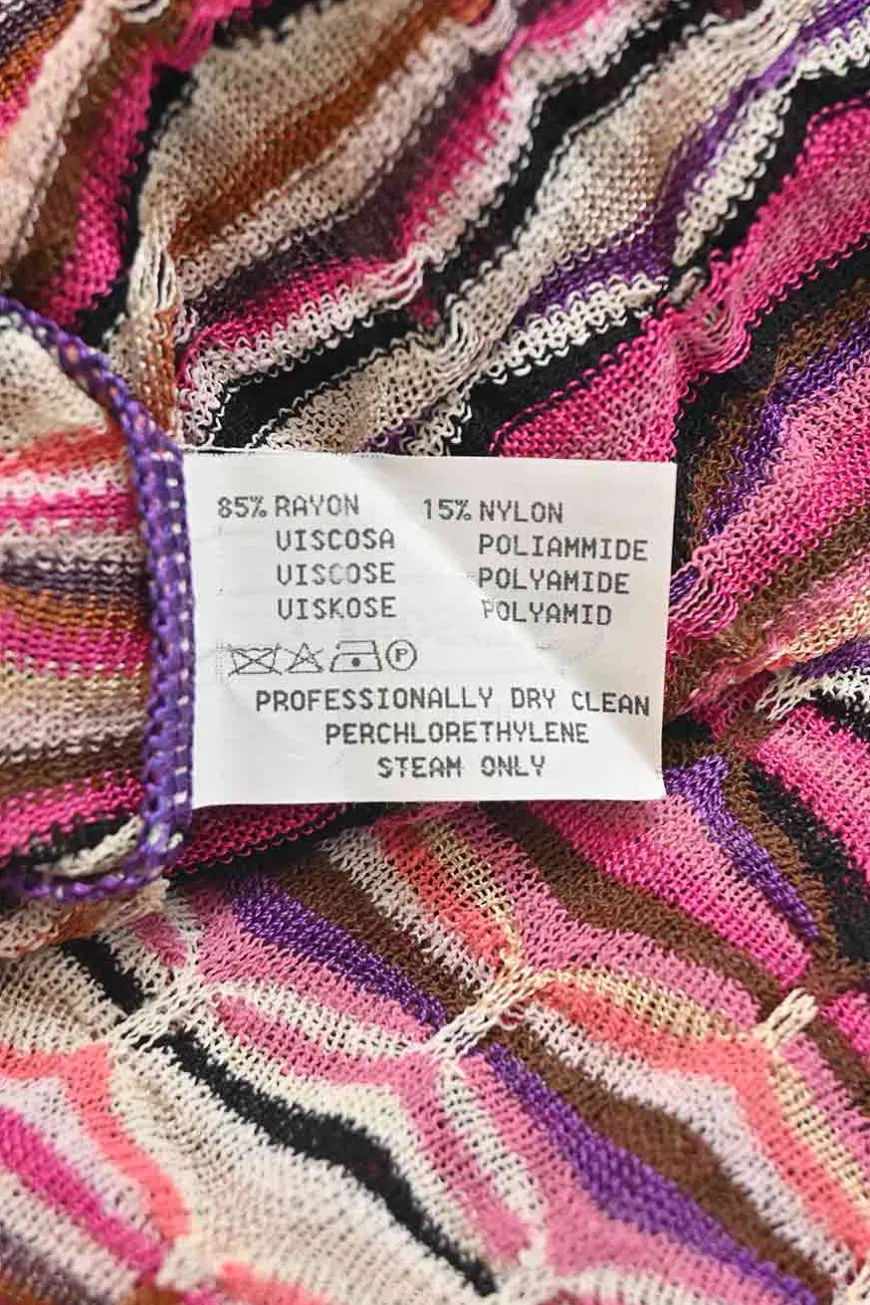 85% RAYON 15% NYLON
VISCOSA POLIAMMIDE
VISCOSE POLYAMIDE
VISKOSE POLYAMID
P
PROFESSIONALLY DRY CLEAN
PERCHLORETHYLENE
STEAM ONLY